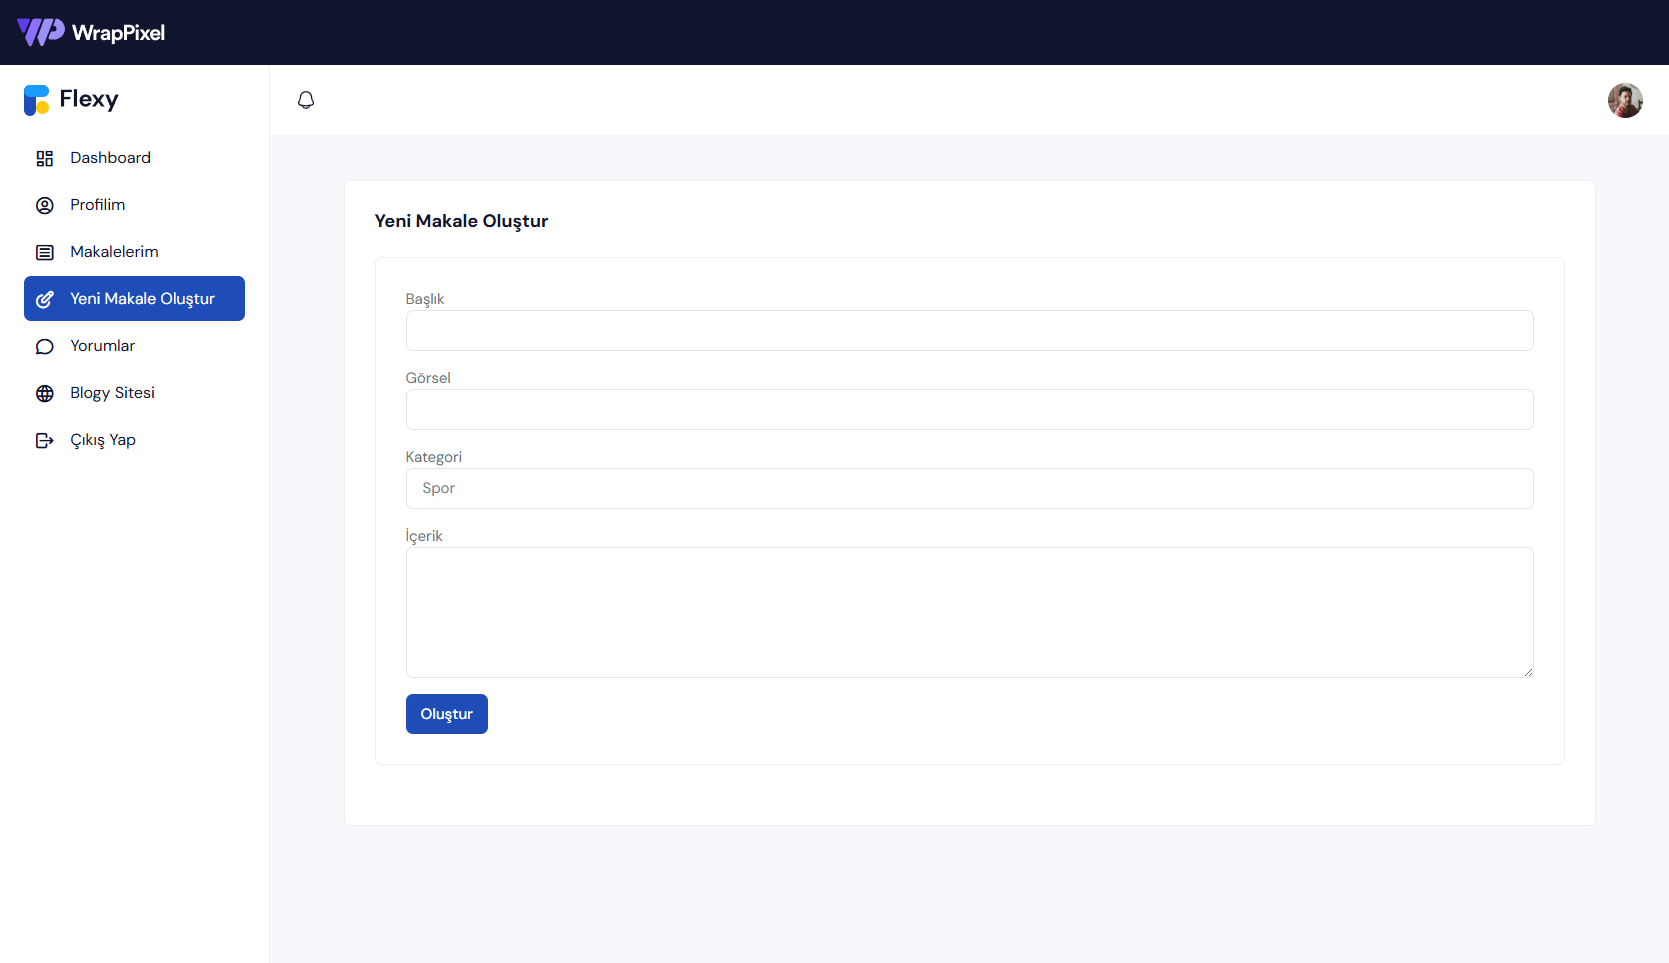 WrapPixel
Flexy
Dashboard
Profilim
Makalelerim
Yeni Makale Oluştur
Yorumlar
Blogy Sitesi
Çıkış Yap
Yeni Makale Oluştur
Başlık
Görsel
Kategori
Spor
İçerik
Oluştur